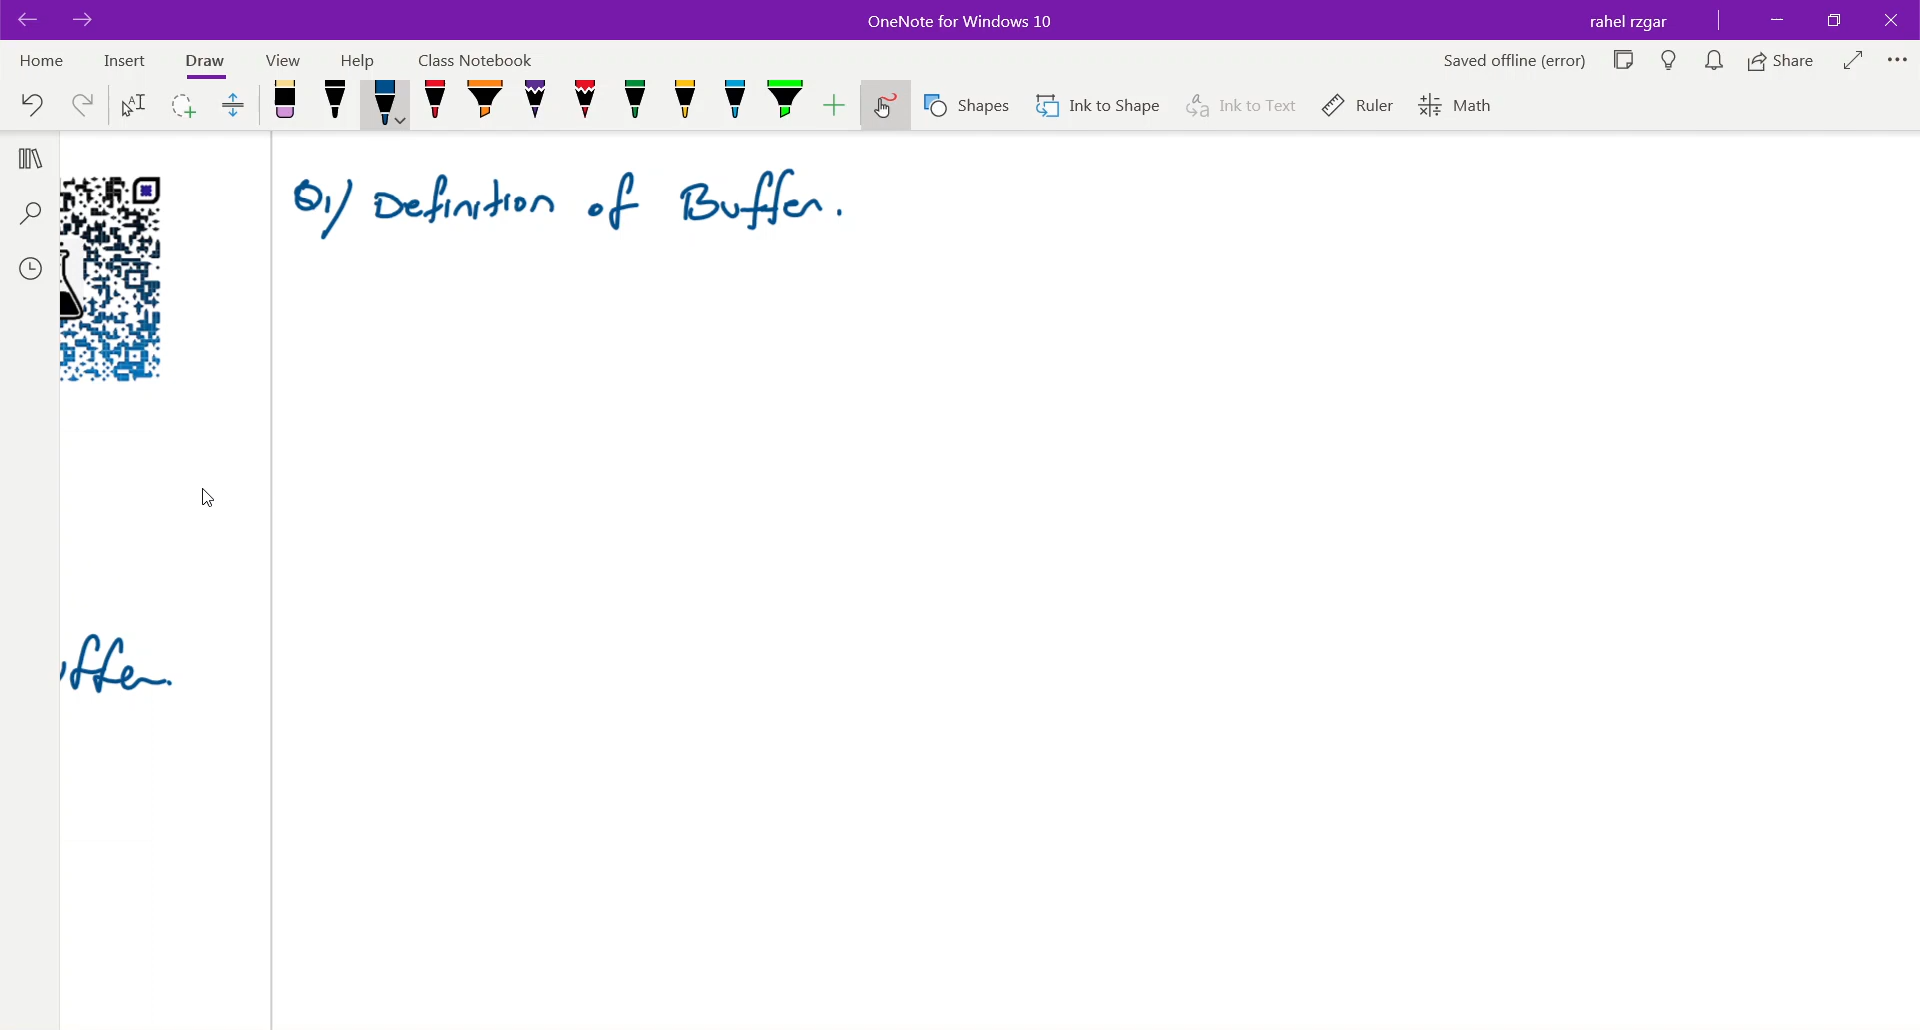 OneNote for Windows 10
rahel rzgar
Home Insert Draw View Help Class Notebook
Saved offline (error) Share
Shapes Ink to Shape Ink to Text Ruler Math
Q1/ Definition of Buffer.
uffer.